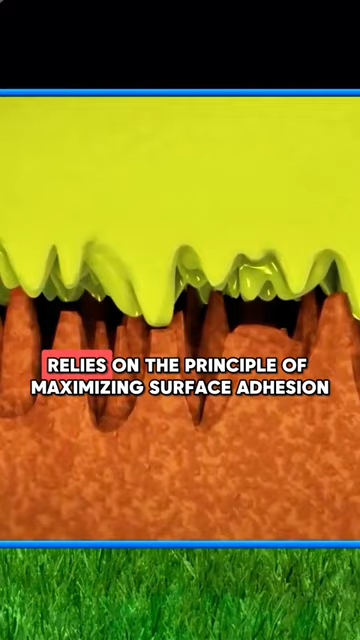 RELIES ON THE PRINCIPLE OF
MAXIMIZING SURFACE ADHESION